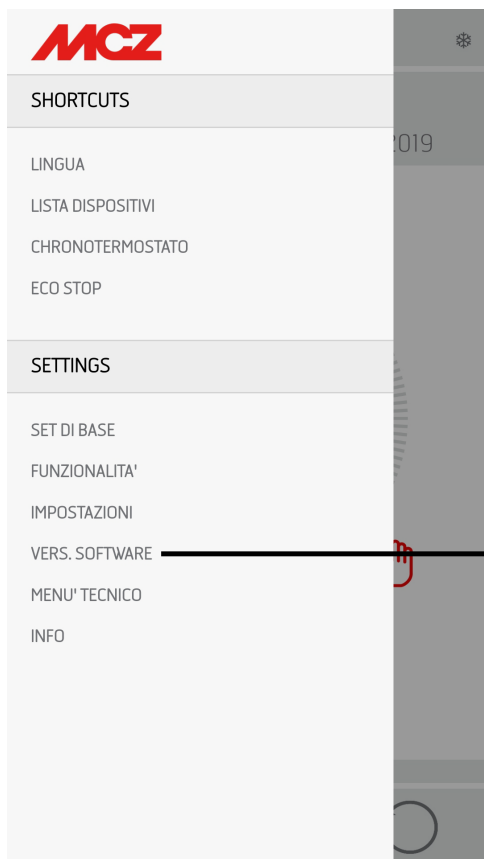 MCZ
SHORTCUTS
2019
LINGUA
LISTA DISPOSITIVI
CHRONOTERMOSTATO
ECO STOP
SETTINGS
SET DI BASE
FUNZIONALITA'
IMPOSTAZIONI
VERS. SOFTWARE
MENU' TECNICO
INFO